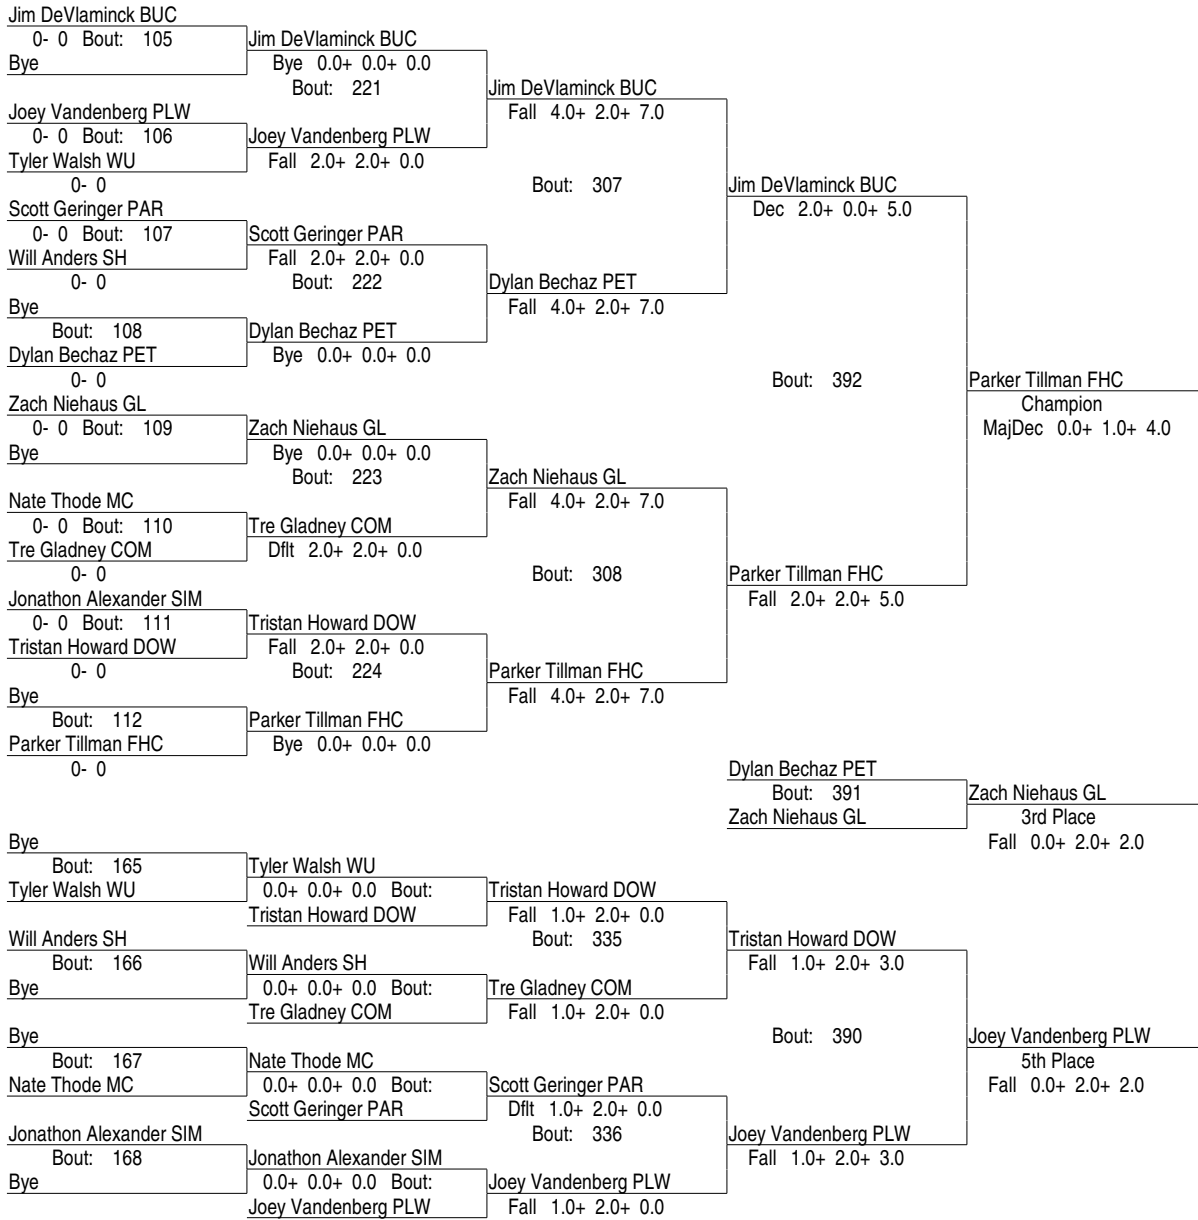 Jim DeVlaminck BUC
0- 0 Bout: 105
Bye
Jim DeVlaminck BUC
Bye 0.0+ 0.0+ 0.0
Bout: 221
Joey Vandenberg PLW
0- 0 Bout: 106
Tyler Walsh WU
0- 0
Joey Vandenberg PLW
Fall 2.0+ 2.0+ 0.0
Jim DeVlaminck BUC
Fall 4.0+ 2.0+ 7.0
Bout: 307
Scott Geringer PAR
0- 0 Bout: 107
Will Anders SH
0- 0
Scott Geringer PAR
Fall 2.0+ 2.0+ 0.0
Bout: 222
Bye
Bout: 108
Dylan Bechaz PET
0- 0
Dylan Bechaz PET
Bye 0.0+ 0.0+ 0.0
Dylan Bechaz PET
Fall 4.0+ 2.0+ 7.0
Jim DeVlaminck BUC
Dec 2.0+ 0.0+ 5.0
Bout: 392
Zach Niehaus GL
0- 0 Bout: 109
Bye
Zach Niehaus GL
Bye 0.0+ 0.0+ 0.0
Bout: 223
Nate Thode MC
0- 0 Bout: 110
Tre Gladney COM
0- 0
Tre Gladney COM
Dflt 2.0+ 2.0+ 0.0
Zach Niehaus GL
Fall 4.0+ 2.0+ 7.0
Bout: 308
Jonathon Alexander SIM
0- 0 Bout: 111
Tristan Howard DOW
0- 0
Tristan Howard DOW
Fall 2.0+ 2.0+ 0.0
Bout: 224
Bye
Bout: 112
Parker Tillman FHC
0- 0
Parker Tillman FHC
Bye 0.0+ 0.0+ 0.0
Parker Tillman FHC
Fall 4.0+ 2.0+ 7.0
Parker Tillman FHC
Fall 2.0+ 2.0+ 5.0
Parker Tillman FHC
Champion
MajDec 0.0+ 1.0+ 4.0
Dylan Bechaz PET
Bout: 391
Zach Niehaus GL
Zach Niehaus GL
3rd Place
Fall 0.0+ 2.0+ 2.0
Bye
Bout: 165
Tyler Walsh WU
Tyler Walsh WU
0.0+ 0.0+ 0.0 Bout:
Tristan Howard DOW
Tristan Howard DOW
Fall 1.0+ 2.0+ 0.0
Bout: 335
Will Anders SH
Bout: 166
Bye
Will Anders SH
0.0+ 0.0+ 0.0 Bout:
Tre Gladney COM
Tre Gladney COM
Fall 1.0+ 2.0+ 0.0
Tristan Howard DOW
Fall 1.0+ 2.0+ 3.0
Bout: 390
Bye
Bout: 167
Nate Thode MC
Nate Thode MC
0.0+ 0.0+ 0.0 Bout:
Scott Geringer PAR
Scott Geringer PAR
Dflt 1.0+ 2.0+ 0.0
Bout: 336
Jonathon Alexander SIM
Bout: 168
Bye
Jonathon Alexander SIM
0.0+ 0.0+ 0.0 Bout:
Joey Vandenberg PLW
Joey Vandenberg PLW
Fall 1.0+ 2.0+ 0.0
Joey Vandenberg PLW
Fall 1.0+ 2.0+ 3.0
Joey Vandenberg PLW
5th Place
Fall 0.0+ 2.0+ 2.0